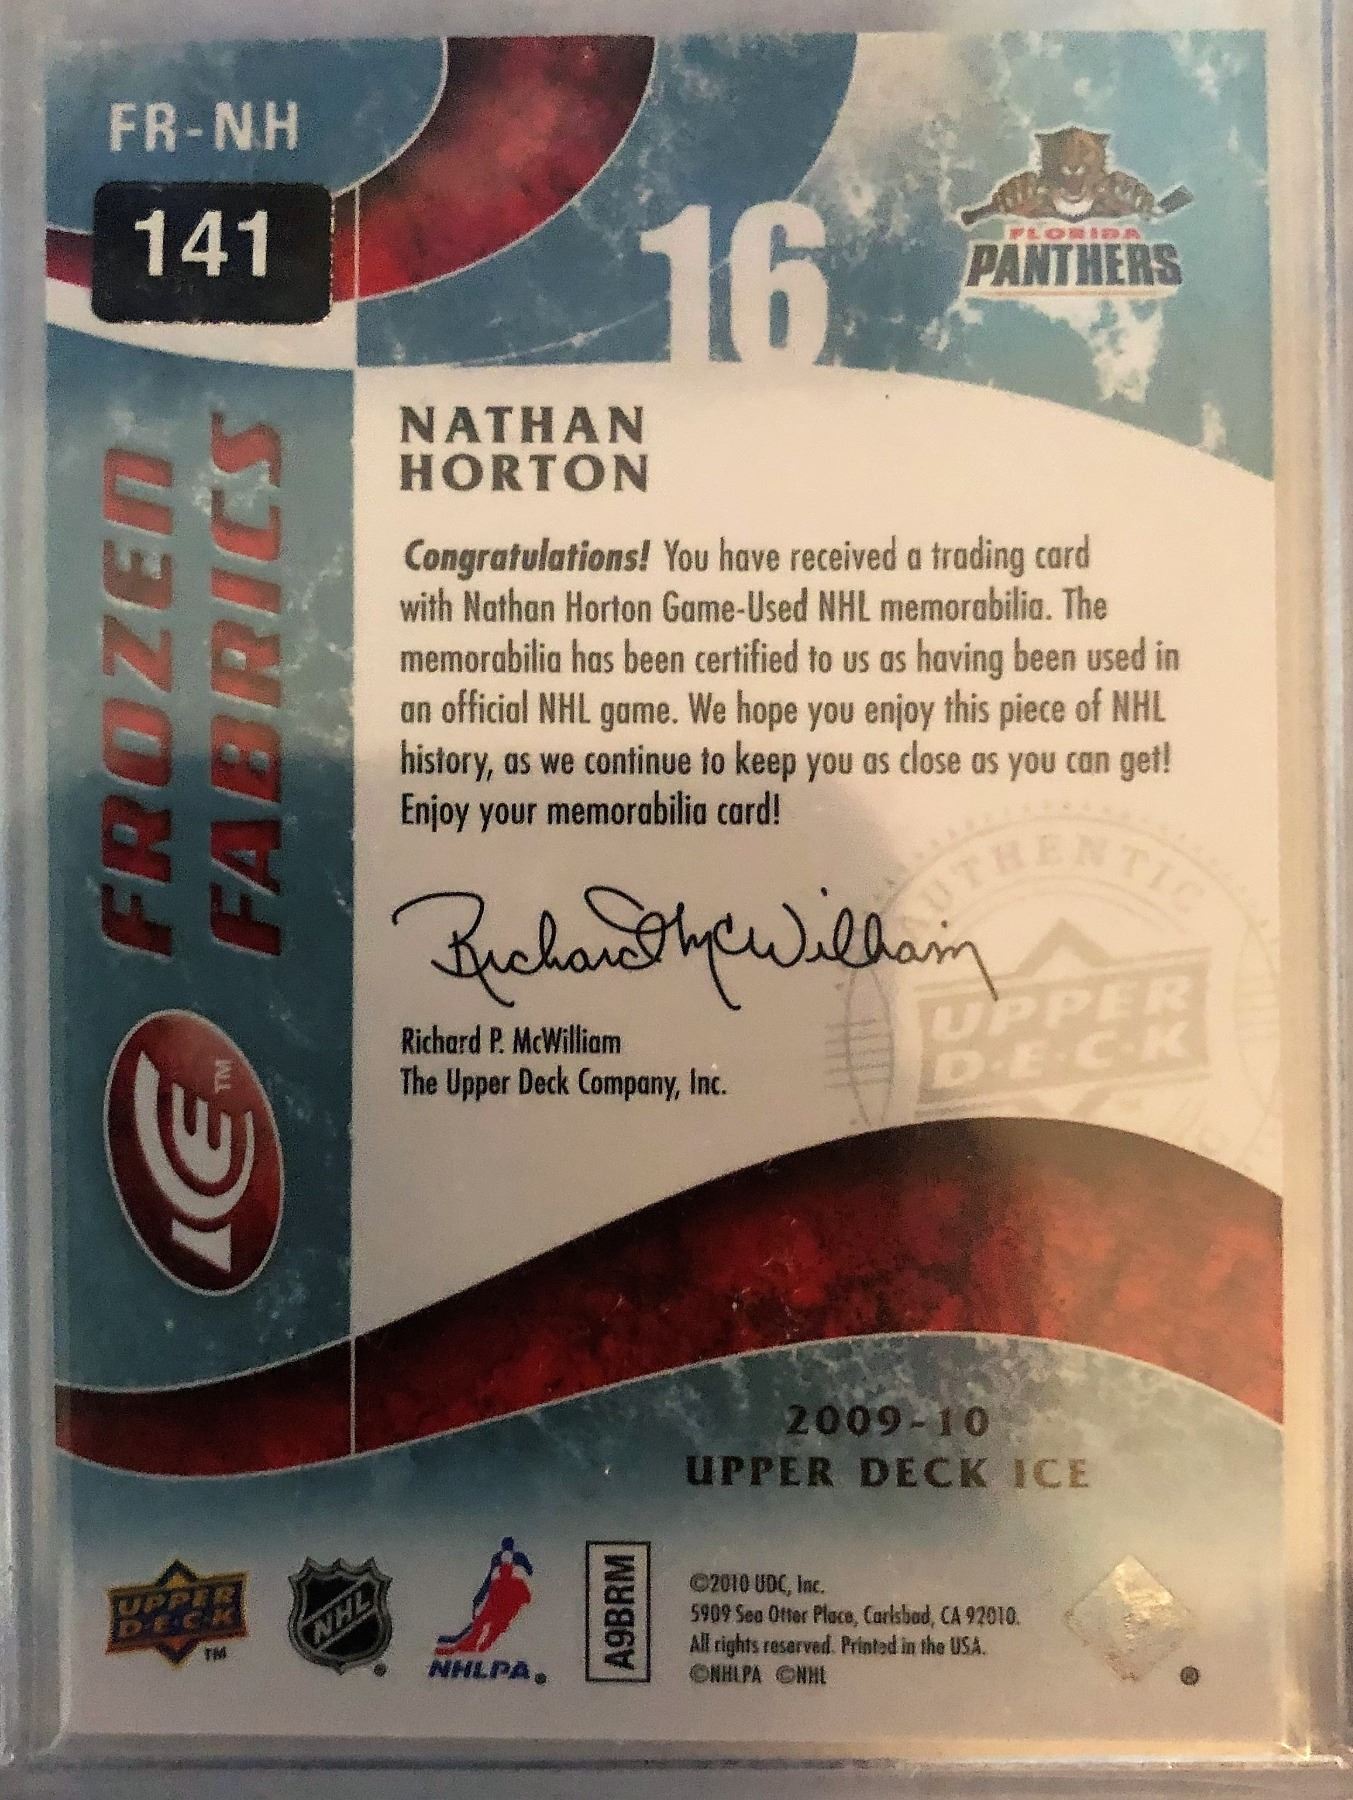 FR-NH
141
16
FLORIDA
PANTHERS
FROZEN
FABRICS
ICE™
NATHAN
HORTON
Congratulations! You have received a trading card
with Nathan Horton Game-Used NHL memorabilia. The
memorabilia has been certified to us as having been used in
an official NHL game. We hope you enjoy this piece of NHL
history, as we continue to keep you as close as you can get!
Enjoy your memorabilia card!
Richard McWilliam
Richard P. McWilliam
The Upper Deck Company, Inc.
AUTHENTIC
UPPER
D·E·C·K
2009-10
UPPER DECK ICE
UPPER
D·E·C·K
TM
NHL
NHLPA®
A9BRM
©2010 UDC, Inc.
5909 Sea Otter Place, Carlsbad, CA 92010.
All rights reserved. Printed in the USA.
©NHLPA ©NHL
®